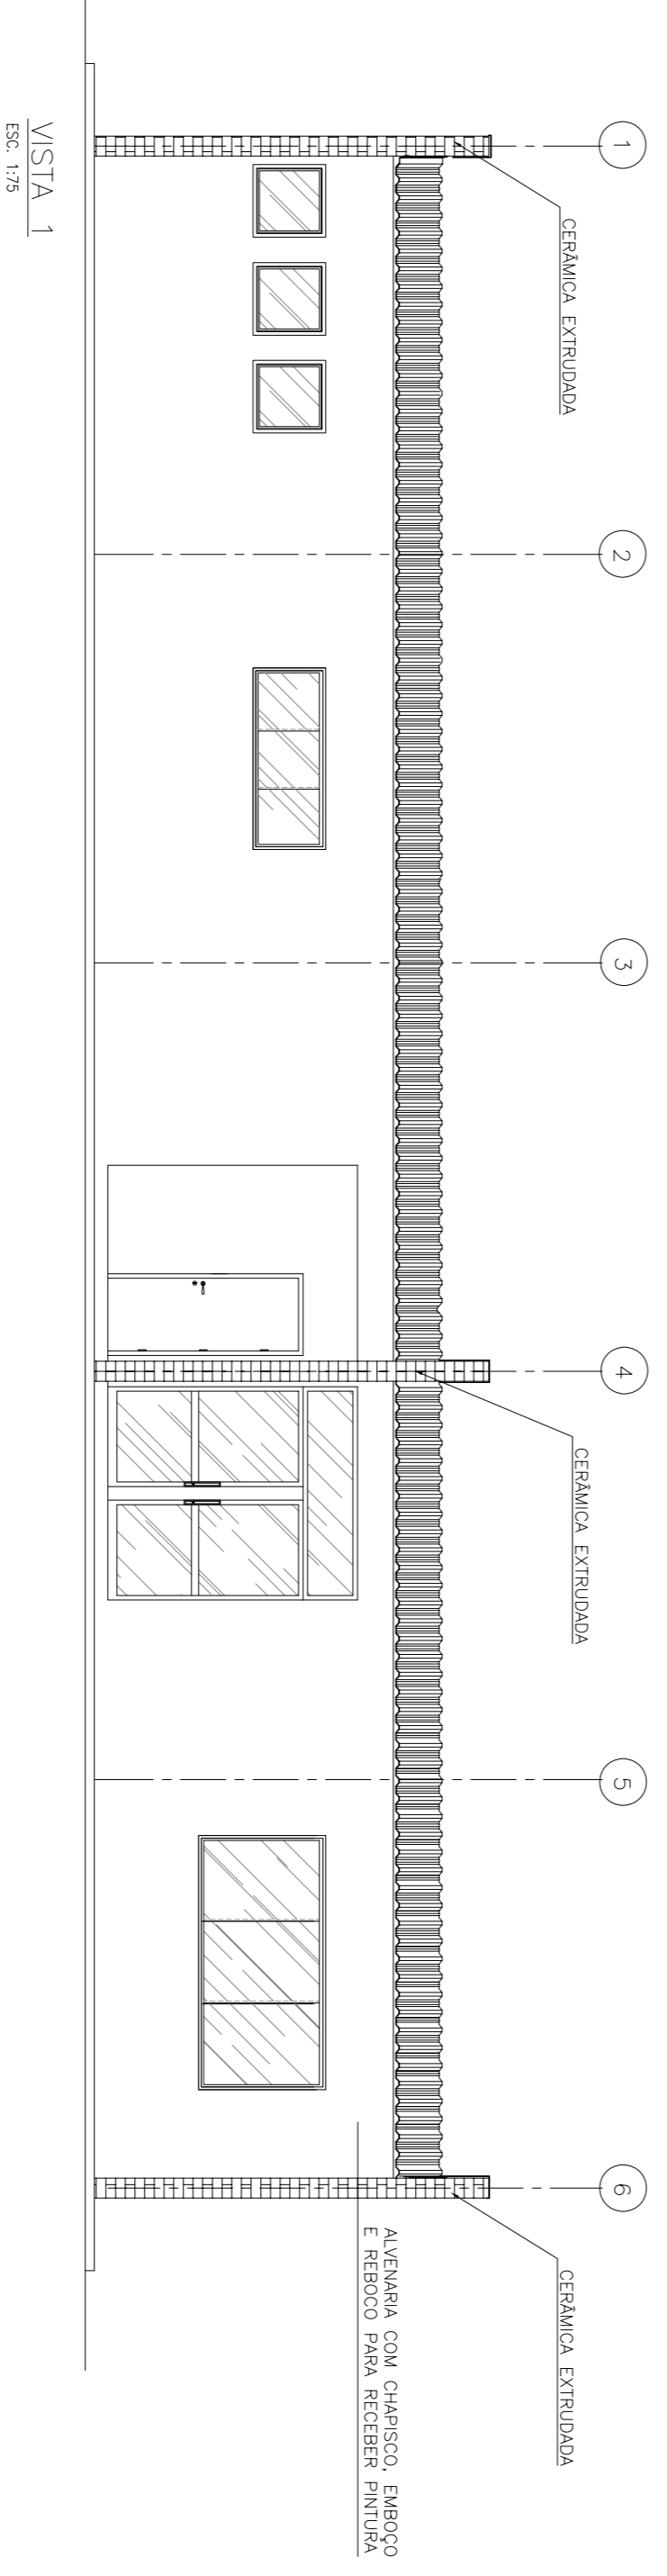 1
2
3
4
5
6
CERÂMICA EXTRUDADA
CERÂMICA EXTRUDADA
CERÂMICA EXTRUDADA
ALVENARIA COM CHAPISCO, EMBOÇO
E REBOCO PARA RECEBER PINTURA
VISTA 1
ESC. 1:75